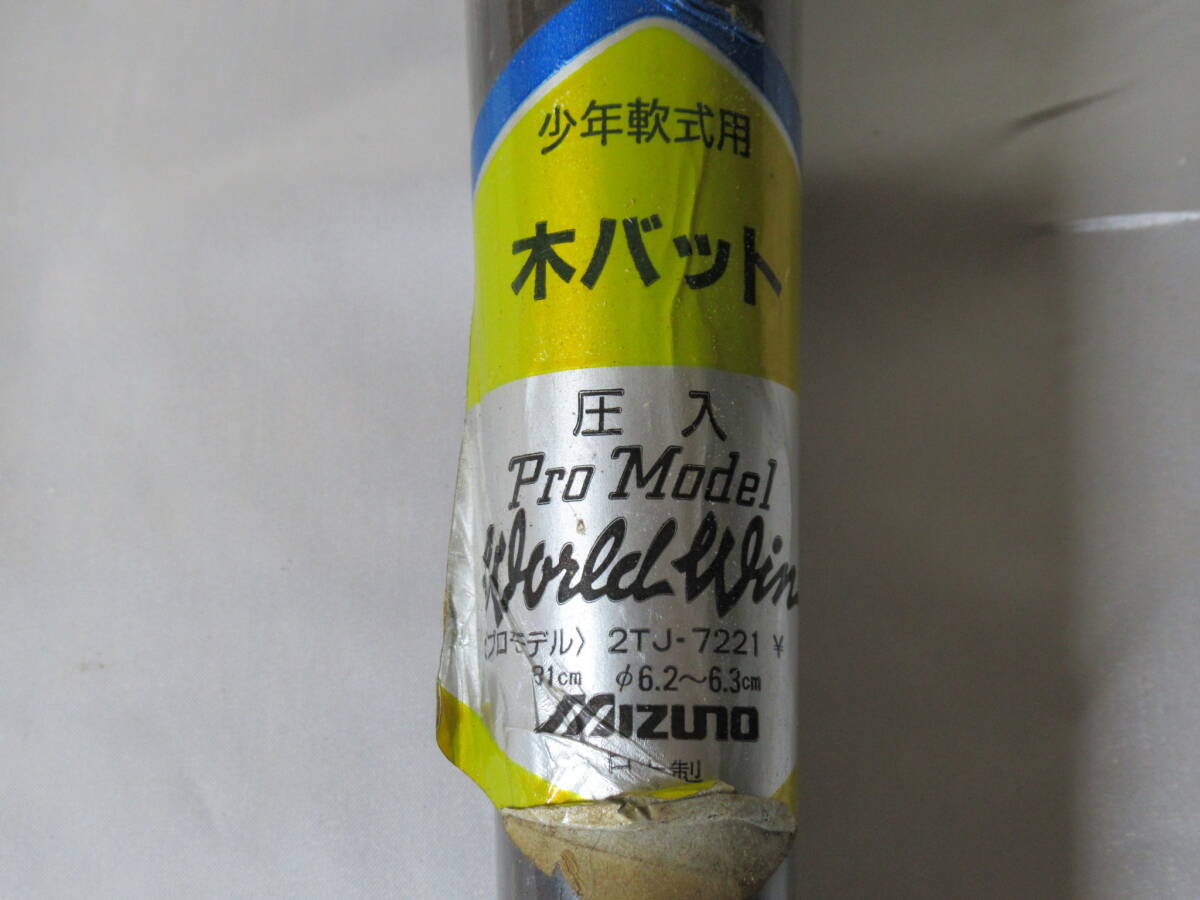 少年軟式用
木バット
圧入
Pro Model
World Win
〈プロモデル〉 2TJ-7221 ¥
81cm φ6.2〜6.3cm
MIZUNO